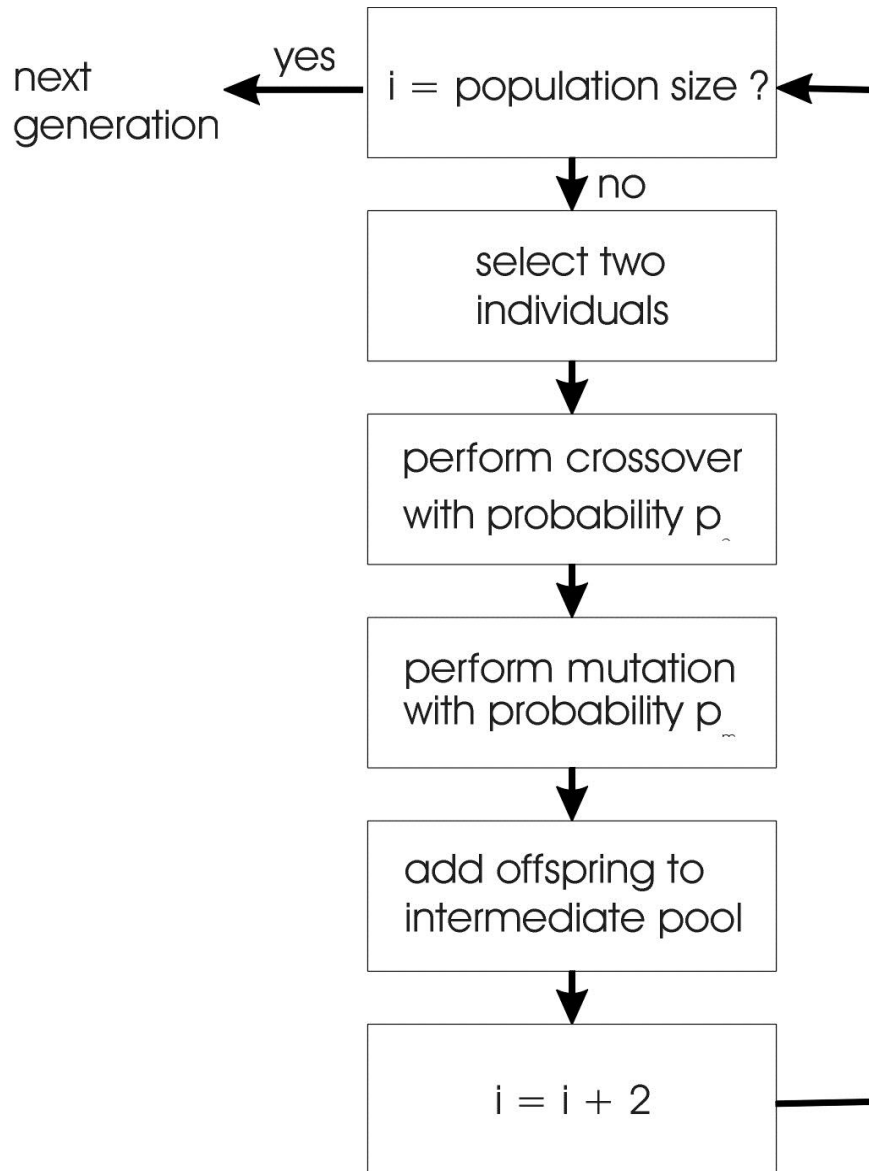 yes
next
generation
i = population size ?
no
select two
individuals
perform crossover
with probability p
perform mutation
with probability p_m
add offspring to
intermediate pool
i = i + 2